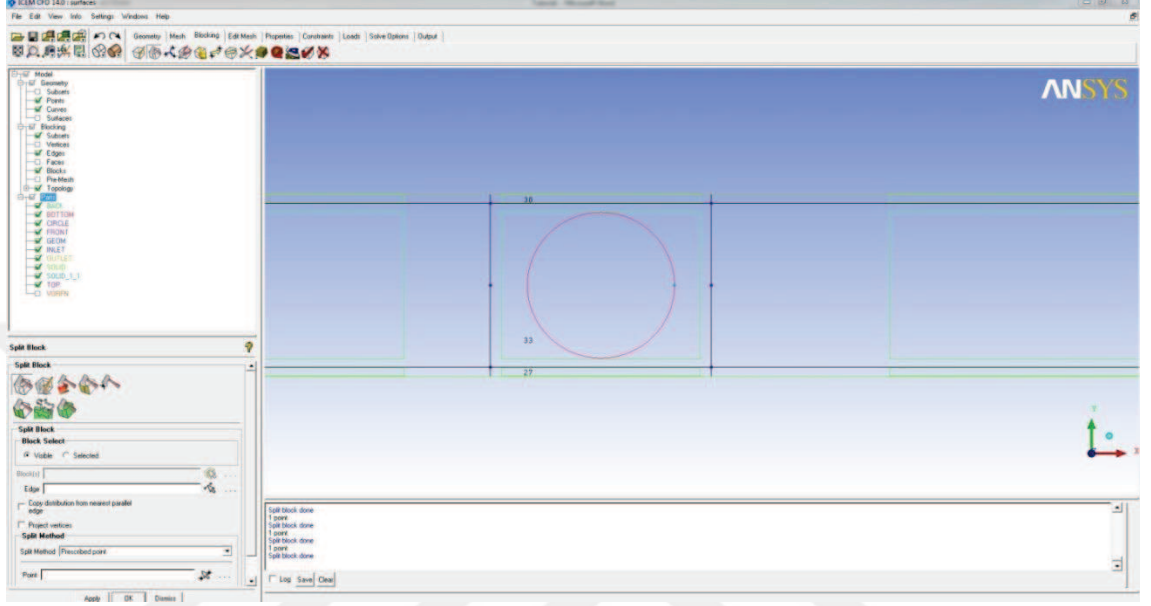 ICEM CFD 14.0 : surfaces
File Edit View Info Settings Windows Help
Geometry Mesh Blocking Edit Mesh Properties Constraints Loads Solve Options Output
Model
Geometry
Subsets
Points
Curves
Surfaces
Blocking
Subsets
Vertices
Edges
Faces
Blocks
Pre-Mesh
Topology
Parts
BACK
BOTTOM
CIRCLE
FRONT
GEOM
INLET
OUTLET
SOLID
SOLID_1_1
TOP
VORFN
ANSYS
38
33
27
Y
X
Split Block
Split Block
Split Block
Block Select
Visible Selected
Block(s)
Edge
Copy distribution from nearest parallel
edge
Project vertices
Split Method
Split Method Prescribed point
Point
Apply OK Dismiss
Split block done
1 point
Split block done
1 point
Split block done
1 point
Split block done
Log Save Clear